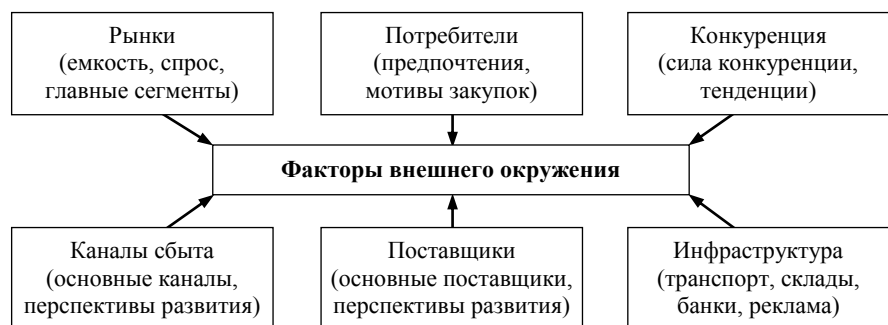 Рынки
(емкость, спрос,
главные сегменты)
Потребители
(предпочтения,
мотивы закупок)
Конкуренция
(сила конкуренции,
тенденции)
Факторы внешнего окружения
Каналы сбыта
(основные каналы,
перспективы развития)
Поставщики
(основные поставщики,
перспективы развития)
Инфраструктура
(транспорт, склады,
банки, реклама)